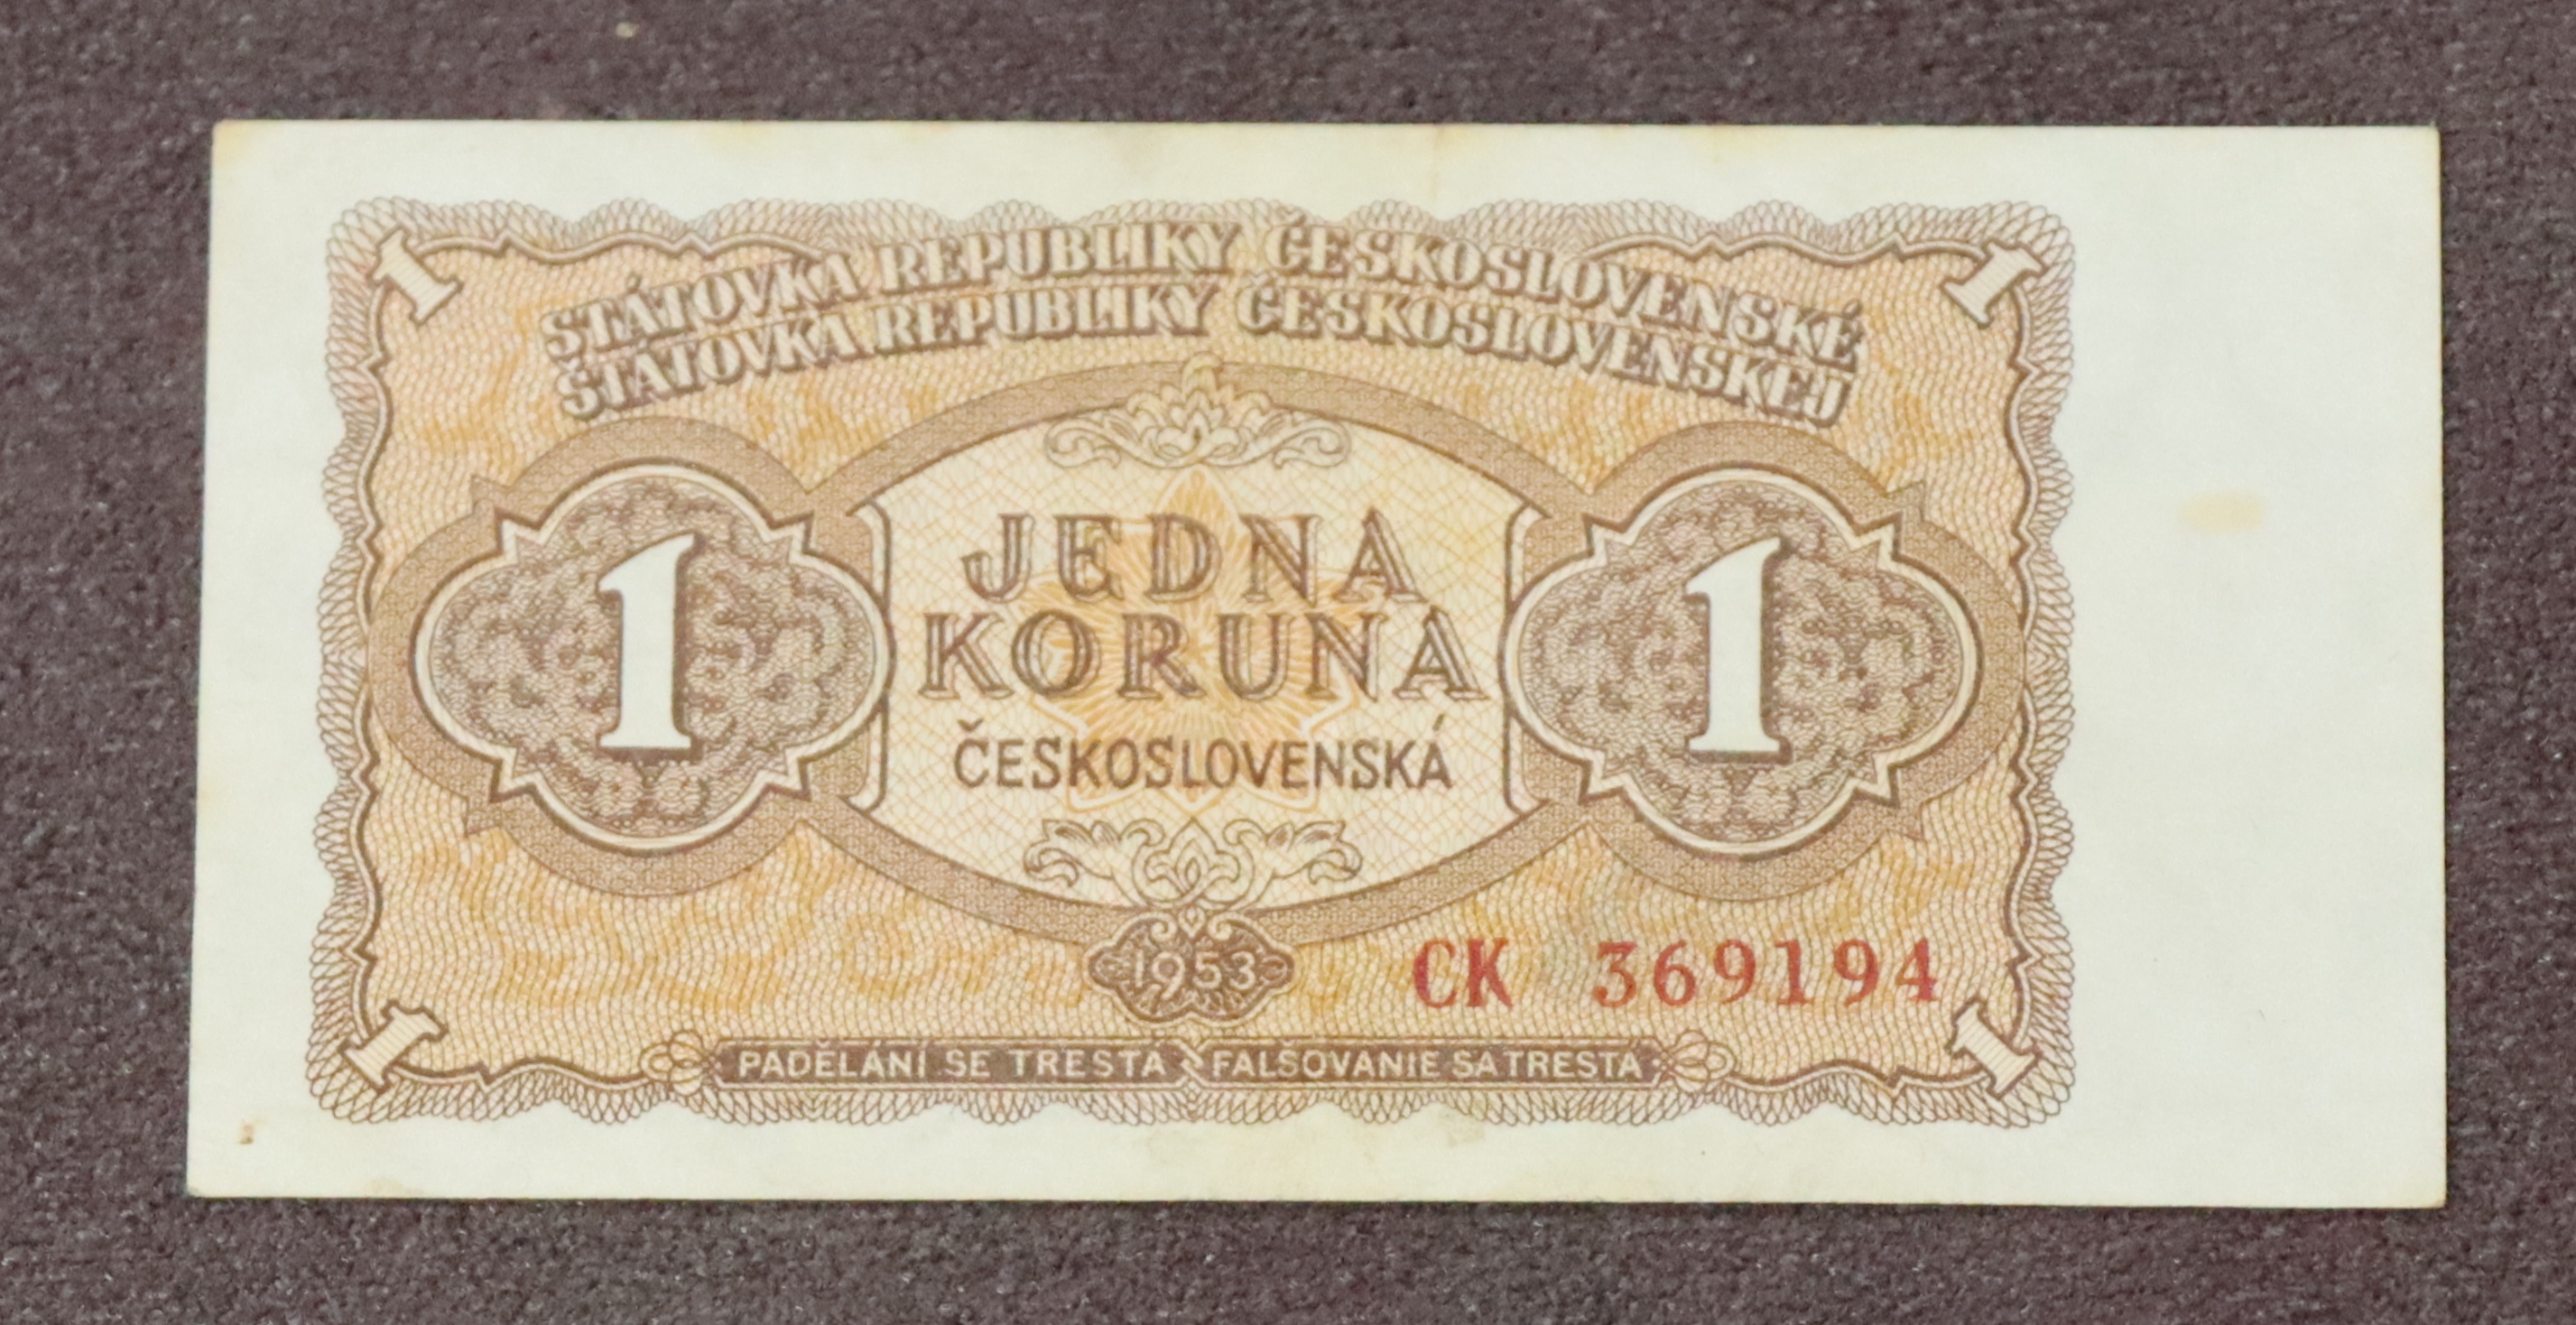 STÁTOVKA REPUBLIKY ČESKOSLOVENSKÉ
ŠTÁTOVKA REPUBLIKY ČESKOSLOVENSKEJ
1 1
1 JEDNA 1
KORUNA
ČESKOSLOVENSKÁ
1953 CK 369194
1 1
PADĚLÁNÍ SE TRESTÁ FALŠOVANIE SA TRESTÁ